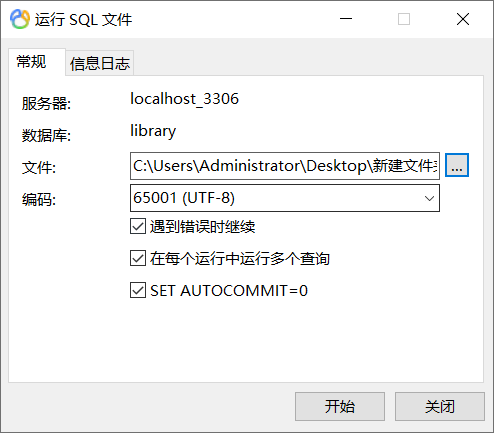 运行 SQL 文件
常规
信息日志
服务器:
localhost_3306
数据库:
library
文件:
C:\Users\Administrator\Desktop\新建文件
...
编码:
65001 (UTF-8)
遇到错误时继续
在每个运行中运行多个查询
SET AUTOCOMMIT=0
开始
关闭